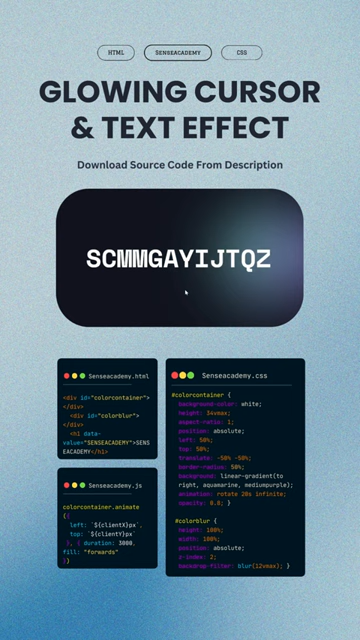 HTML
SENSEACADEMY
CSS
GLOWING CURSOR
& TEXT EFFECT
Download Source Code From Description
SCMMGAYIJTQZ
Senseacademy.html
<div id="colorcontainer">
</div>
<div id="colorblur">
</div>
<h1 data-
value="SENSEACADEMY">SENS
EACADEMY</h1>
Senseacademy.js
colorcontainer.animate
({
left: `${clientX}px`,
top: `${clientY}px`
}, { duration: 3000,
fill: "forwards"
})
Senseacademy.css
#colorcontainer {
background-color: white;
height: 34vmax;
aspect-ratio: 1;
position: absolute;
left: 50%;
top: 50%;
translate: -50% -50%;
border-radius: 50%;
background: linear-gradient(to
right, aquamarine, mediumpurple);
animation: rotate 20s infinite;
opacity: 0.8; }
#colorblur {
height: 100%;
width: 100%;
position: absolute;
z-index: 2;
backdrop-filter: blur(12vmax); }